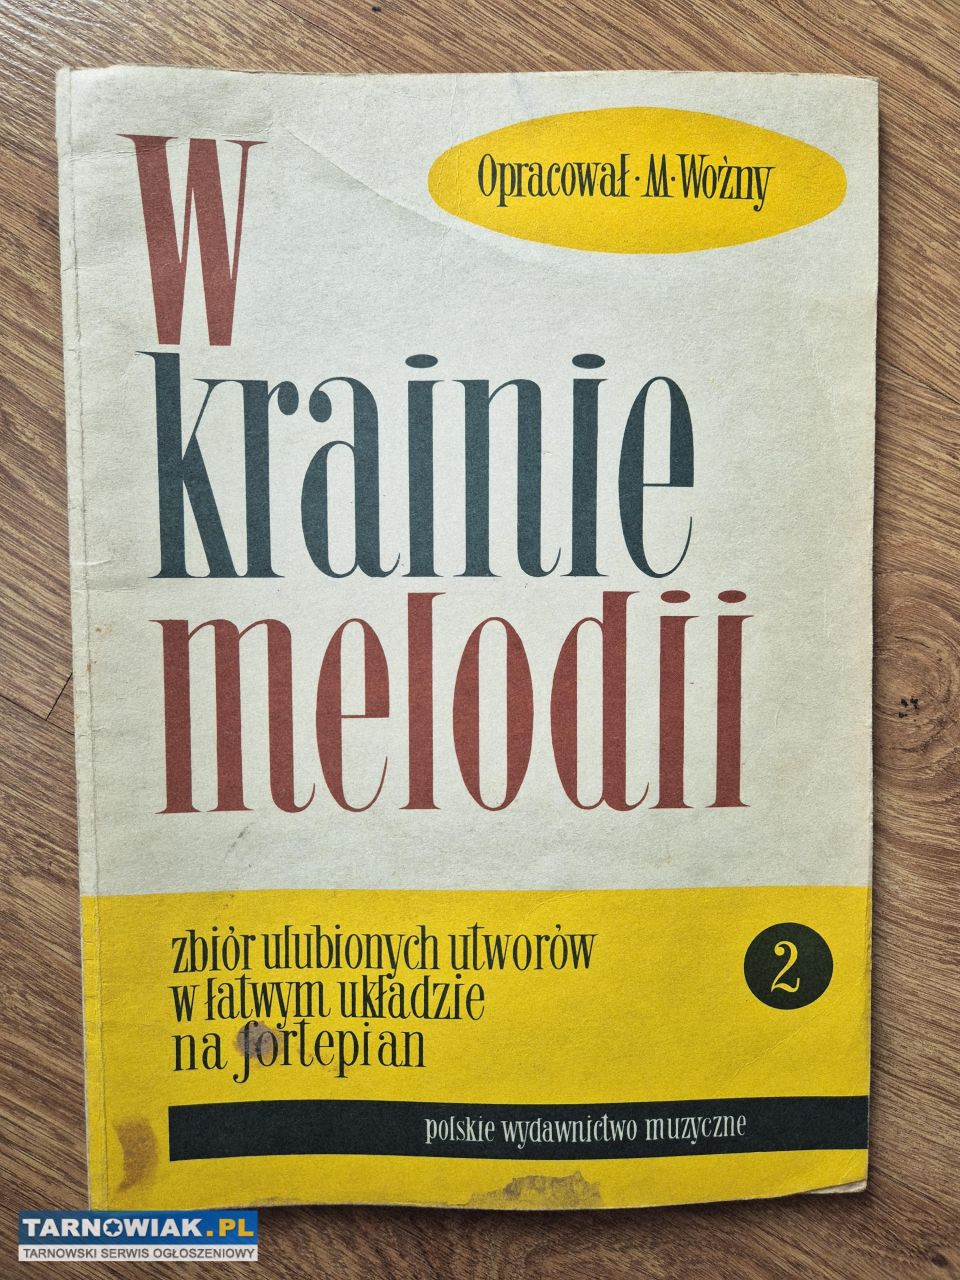 Opracował · M · Woźny
W
krainie
melodii
zbiór ulubionych utworów
w łatwym układzie
na fortepian
2
polskie wydawnictwo muzyczne
TARNOWIAK.PL
TARNOWSKI SERWIS OGŁOSZENIOWY